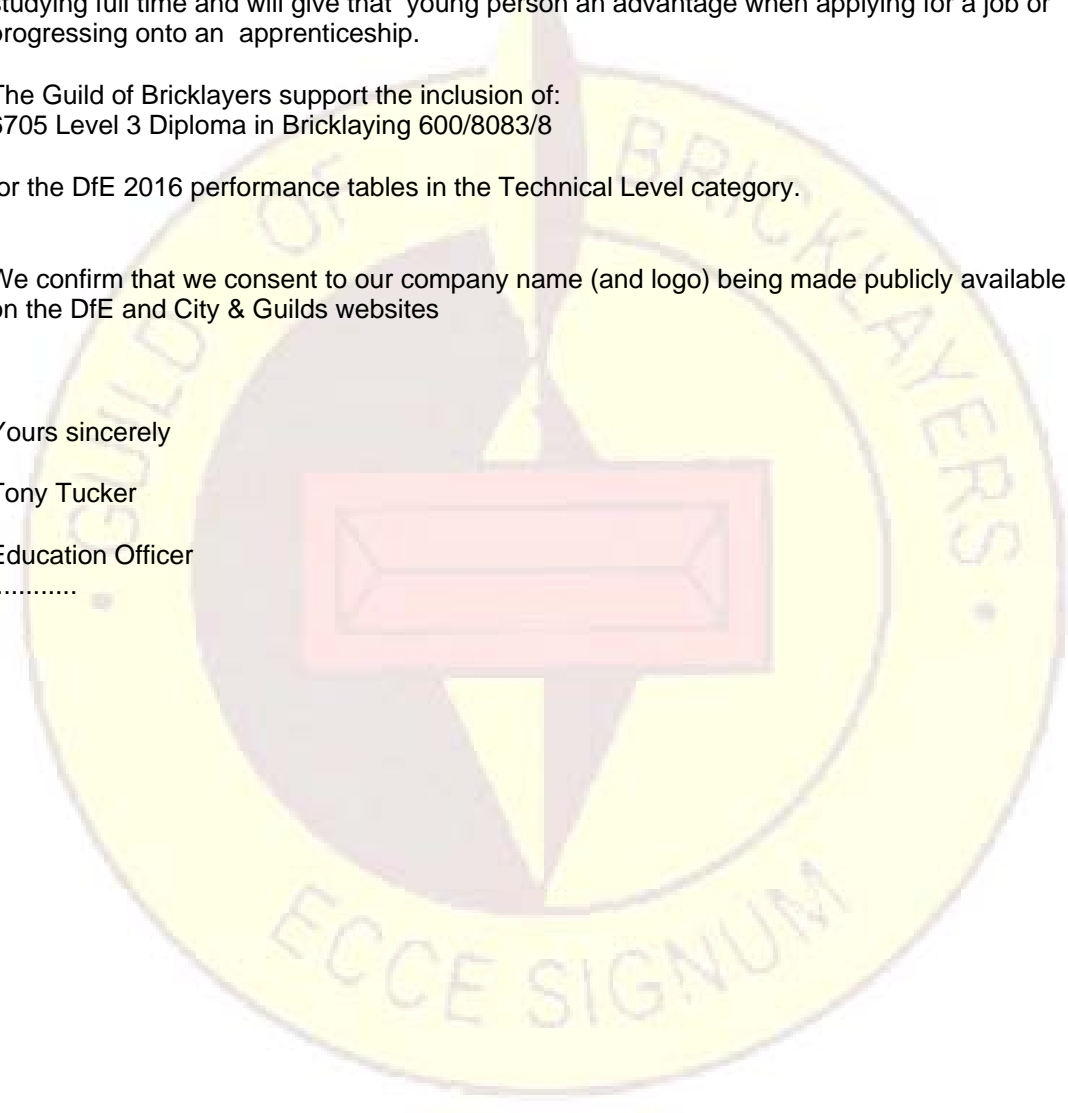 studying full time and will give that young person an advantage when applying for a job or
progressing onto an apprenticeship.
The Guild of Bricklayers support the inclusion of:
6705 Level 3 Diploma in Bricklaying 600/8083/8
for the DfE 2016 performance tables in the Technical Level category.
We confirm that we consent to our company name (and logo) being made publicly available
on the DfE and City & Guilds websites
Yours sincerely
Tony Tucker
Education Officer
...........
· GUILD OF BRICKLAYERS ·
ECCE SIGNUM